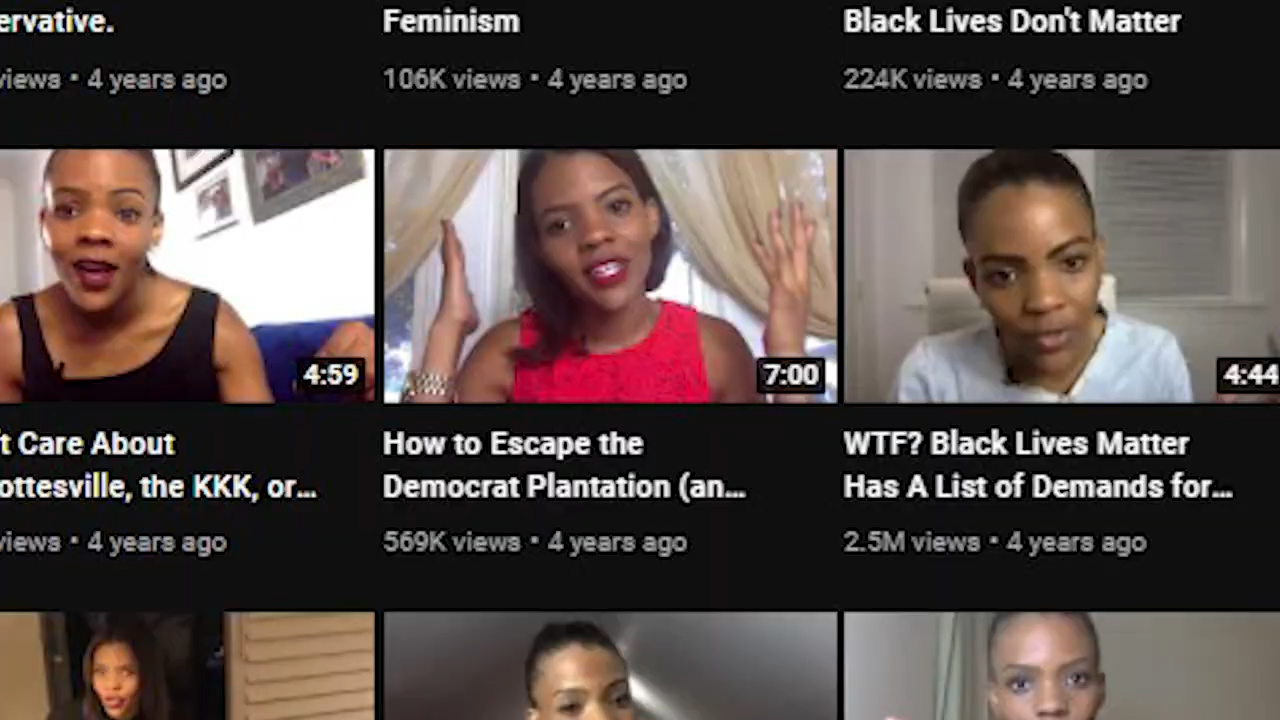 ervative.
Feminism
Black Lives Don't Matter
views • 4 years ago
106K views • 4 years ago
224K views • 4 years ago
4:59
7:00
4:44
't Care About
ottesville, the KKK, or...
views • 4 years ago
How to Escape the
Democrat Plantation (an...
569K views • 4 years ago
WTF? Black Lives Matter
Has A List of Demands for...
2.5M views • 4 years ago